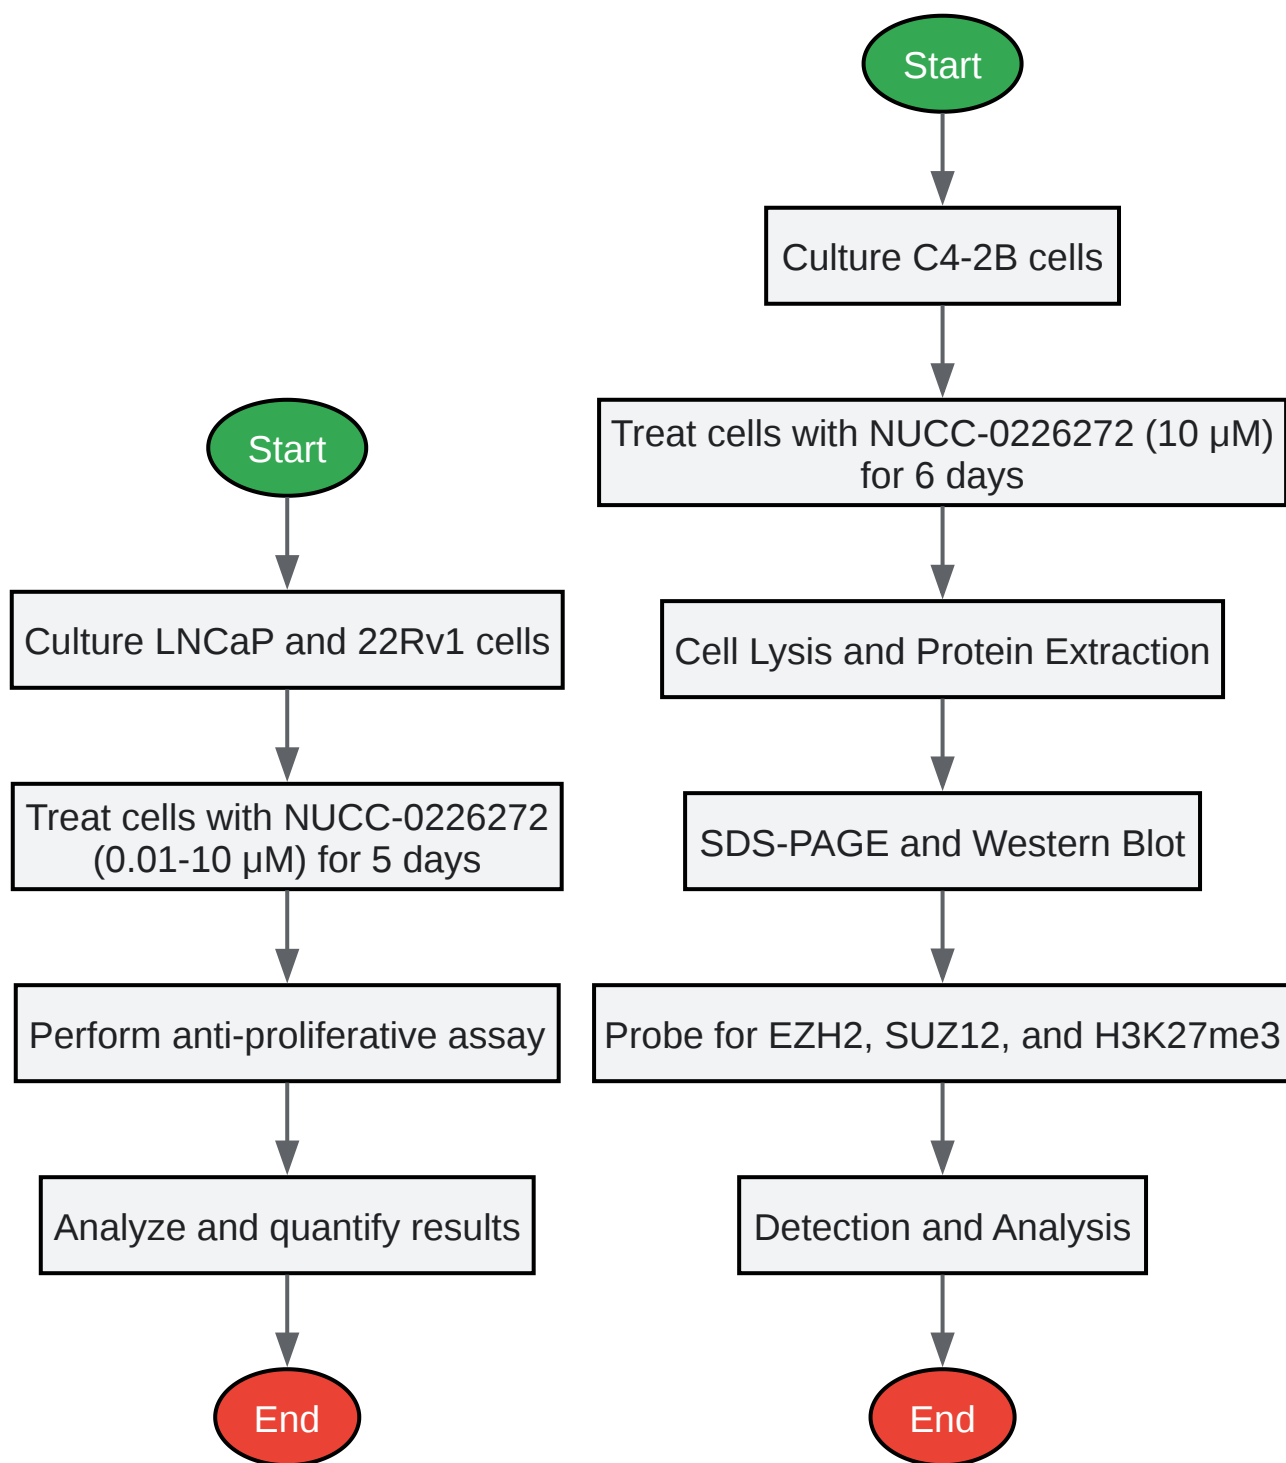 Start
Culture LNCaP and 22Rv1 cells
Treat cells with NUCC-0226272
(0.01-10 μM) for 5 days
Perform anti-proliferative assay
Analyze and quantify results
End
Start
Culture C4-2B cells
Treat cells with NUCC-0226272 (10 μM)
for 6 days
Cell Lysis and Protein Extraction
SDS-PAGE and Western Blot
Probe for EZH2, SUZ12, and H3K27me3
Detection and Analysis
End